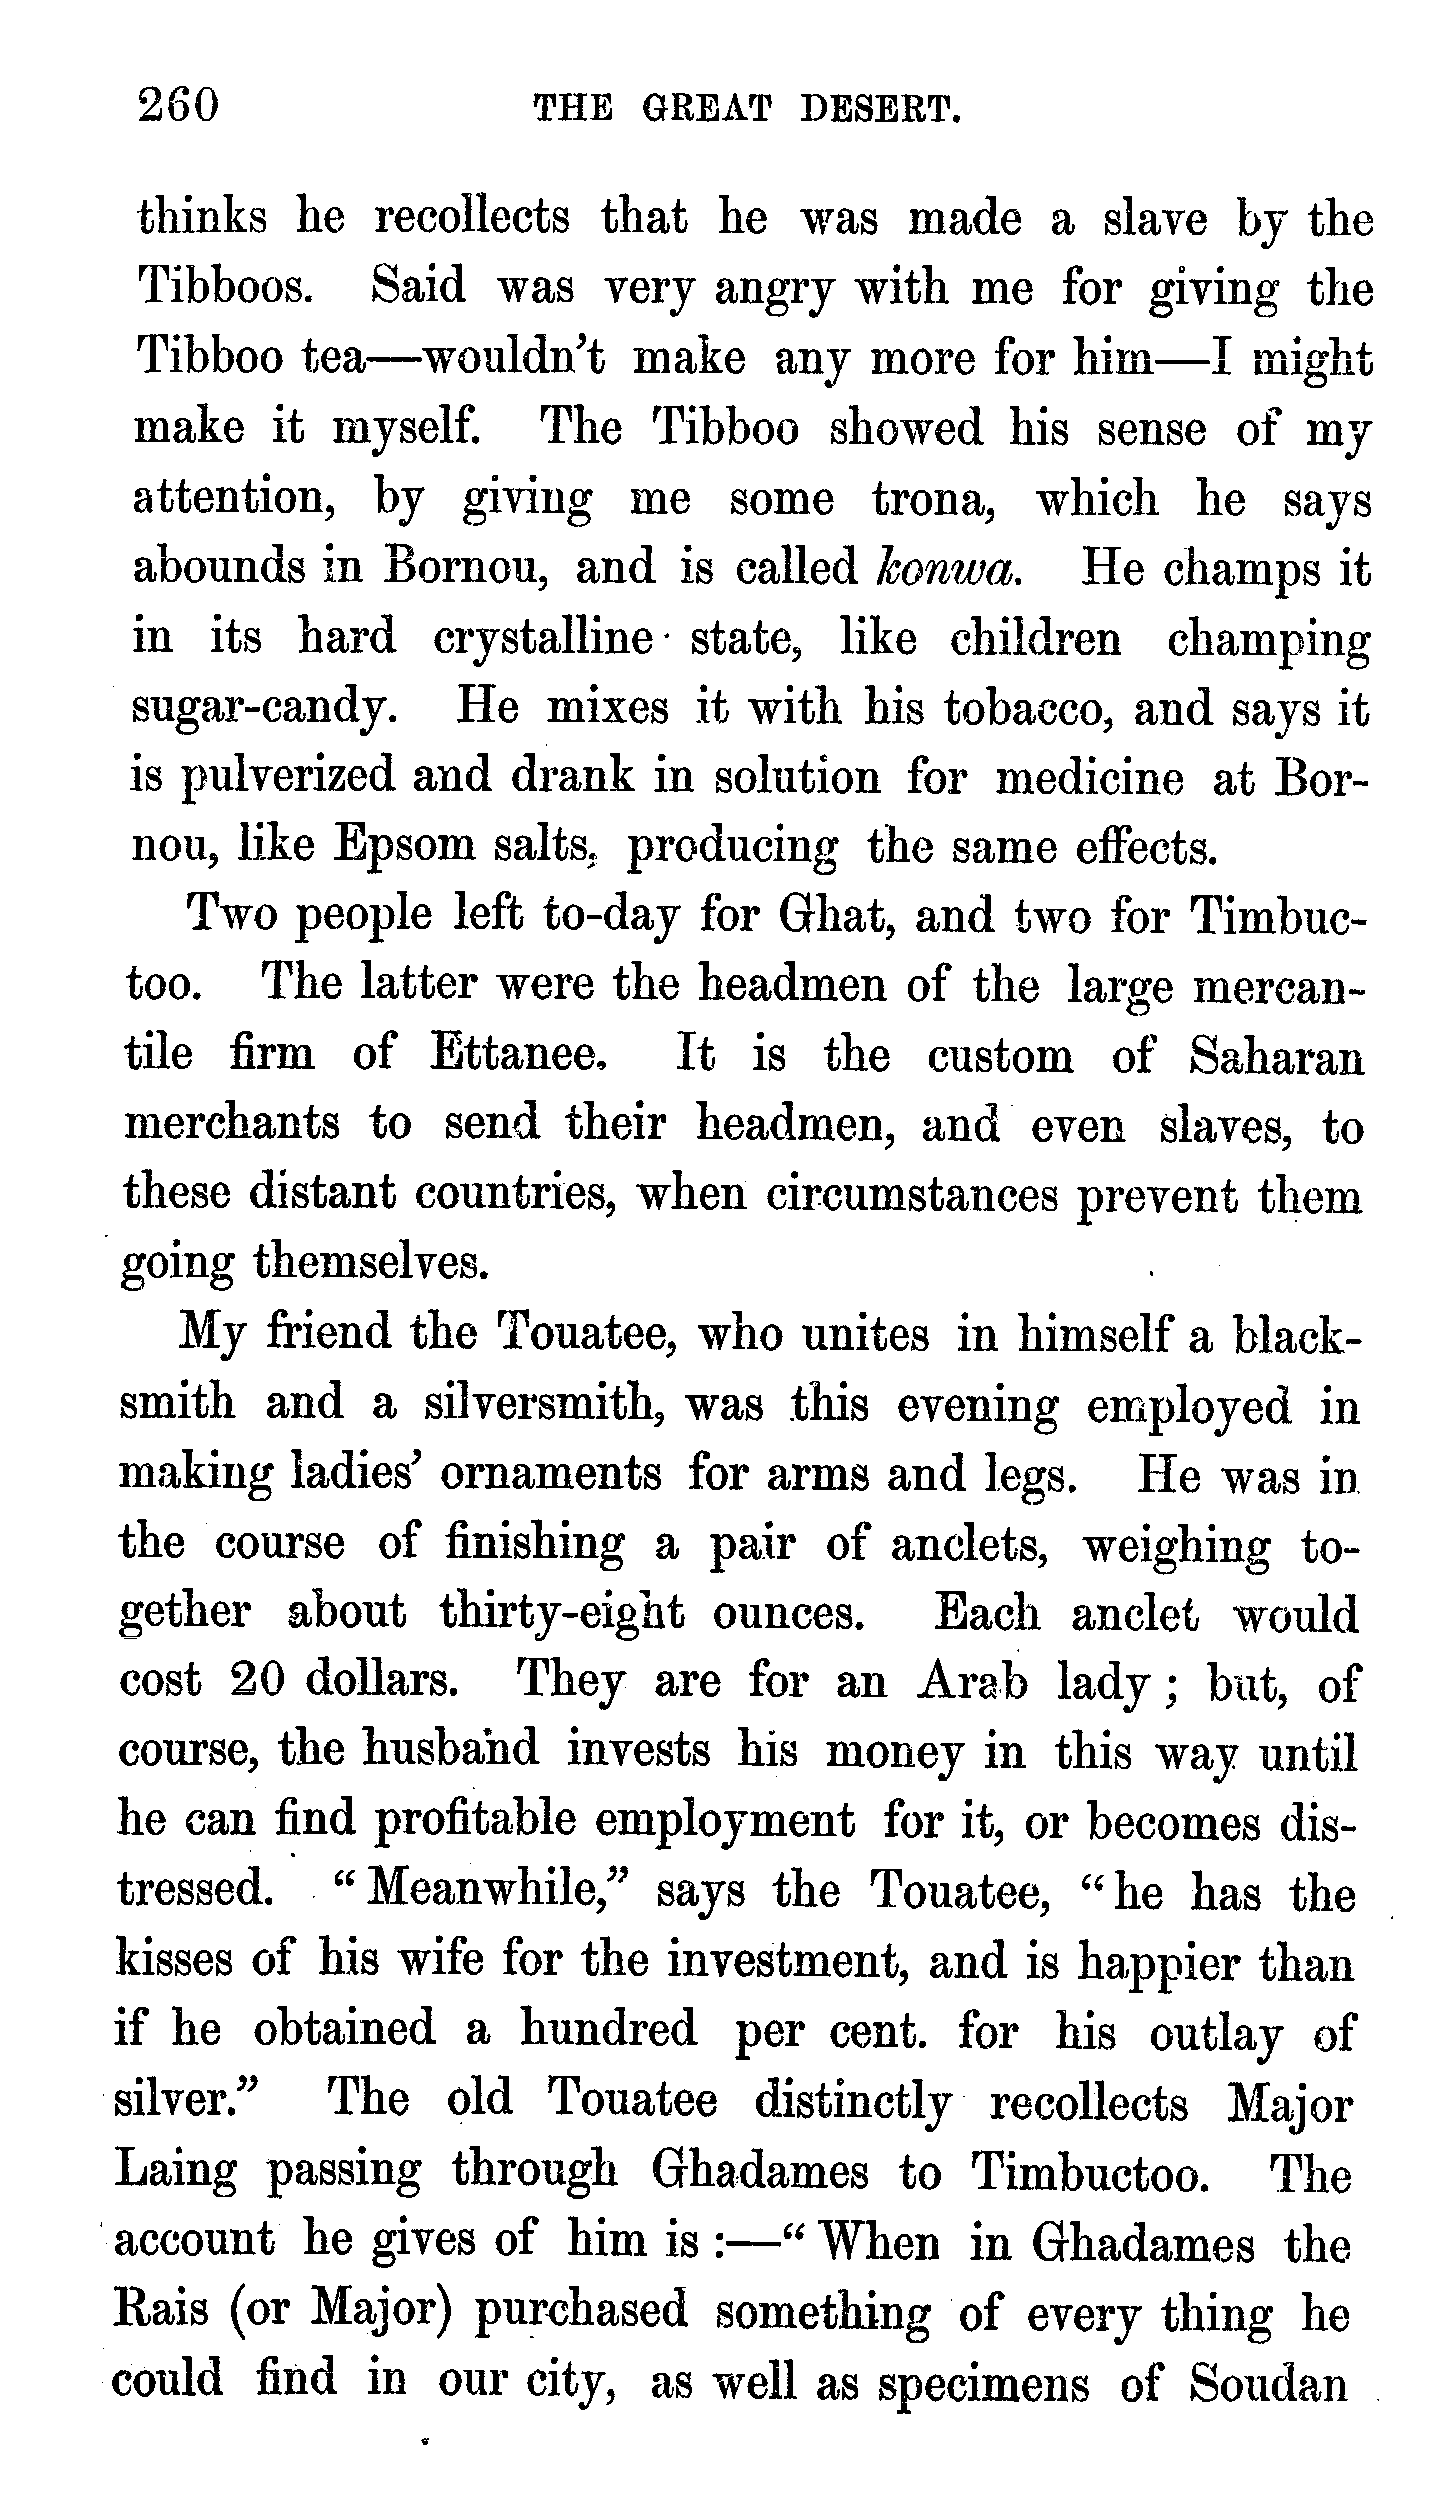 260 THE GREAT DESERT.
thinks he recollects that he was made a slave by the
Tibboos. Said was very angry with me for giving the
Tibboo tea—wouldn't make any more for him—I might
make it myself. The Tibboo showed his sense of my
attention, by giving me some trona, which he says
abounds in Bornou, and is called konwa. He champs it
in its hard crystalline state, like children champing
sugar-candy. He mixes it with his tobacco, and says it
is pulverized and drank in solution for medicine at Bor-
nou, like Epsom salts, producing the same effects.
Two people left to-day for Ghat, and two for Timbuc-
too. The latter were the headmen of the large mercan-
tile firm of Ettanee. It is the custom of Saharan
merchants to send their headmen, and even slaves, to
these distant countries, when circumstances prevent them
going themselves.
My friend the Touatee, who unites in himself a black-
smith and a silversmith, was this evening employed in
making ladies' ornaments for arms and legs. He was in
the course of finishing a pair of anclets, weighing to-
gether about thirty-eight ounces. Each anclet would
cost 20 dollars. They are for an Arab lady; but, of
course, the husband invests his money in this way until
he can find profitable employment for it, or becomes dis-
tressed. "Meanwhile," says the Touatee, "he has the
kisses of his wife for the investment, and is happier than
if he obtained a hundred per cent. for his outlay of
silver." The old Touatee distinctly recollects Major
Laing passing through Ghadames to Timbuctoo. The
account he gives of him is:—"When in Ghadames the
Rais (or Major) purchased something of every thing he
could find in our city, as well as specimens of Soudan